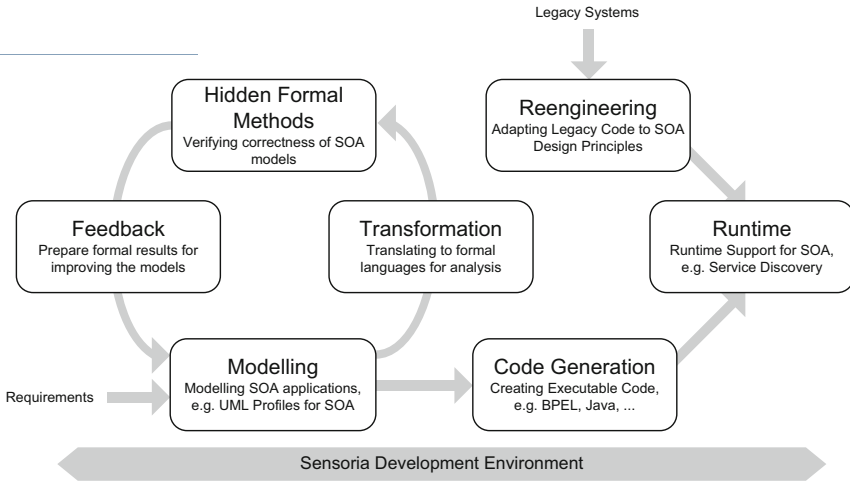 Legacy Systems
Hidden Formal
Methods
Verifying correctness of SOA
models
Reengineering
Adapting Legacy Code to SOA
Design Principles
Feedback
Prepare formal results for
improving the models
Transformation
Translating to formal
languages for analysis
Runtime
Runtime Support for SOA,
e.g. Service Discovery
Requirements
Modelling
Modelling SOA applications,
e.g. UML Profiles for SOA
Code Generation
Creating Executable Code,
e.g. BPEL, Java, ...
Sensoria Development Environment